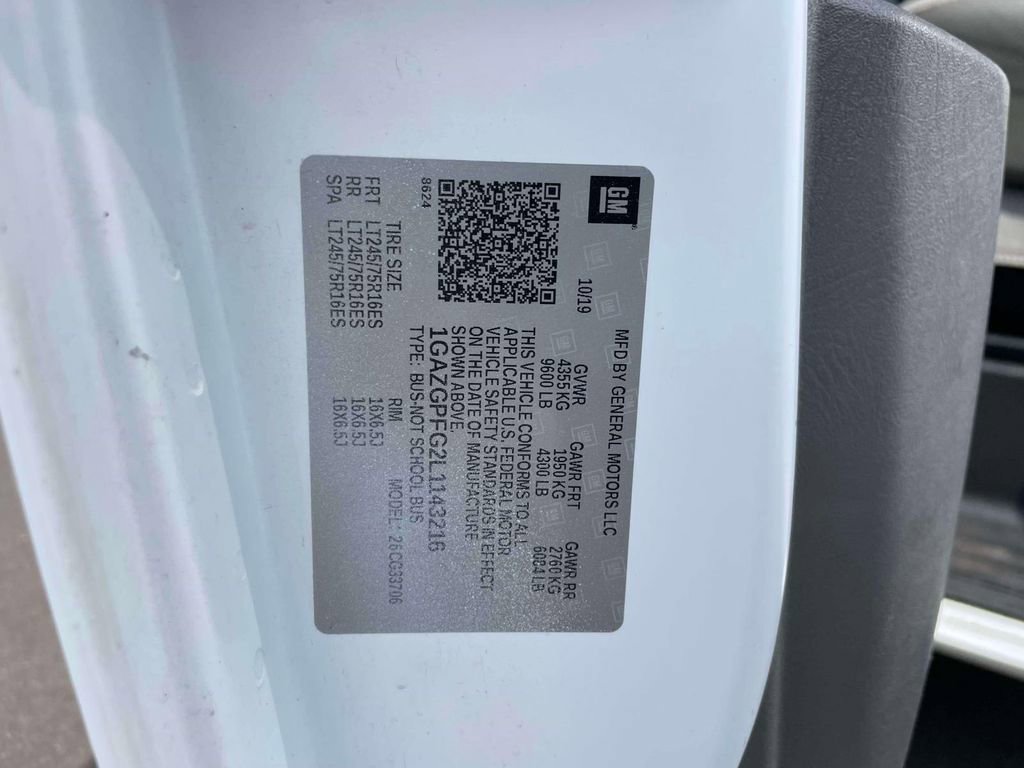 GM
MFD BY GENERAL MOTORS LLC
10/19 GVWR GAWR FRT GAWR RR
4355 KG 1950 KG 2760 KG
9600 LB 4300 LB 6084 LB
THIS VEHICLE CONFORMS TO ALL
APPLICABLE U.S. FEDERAL MOTOR
VEHICLE SAFETY STANDARDS IN EFFECT
ON THE DATE OF MANUFACTURE
SHOWN ABOVE.
1GAZGPFG2L1143216
8624 TYPE: BUS-NOT SCHOOL BUS
MODEL: 26CG33706
TIRE SIZE RIM
FRT LT245/75R16ES 16X6.5J
RR LT245/75R16ES 16X6.5J
SPA LT245/75R16ES 16X6.5J